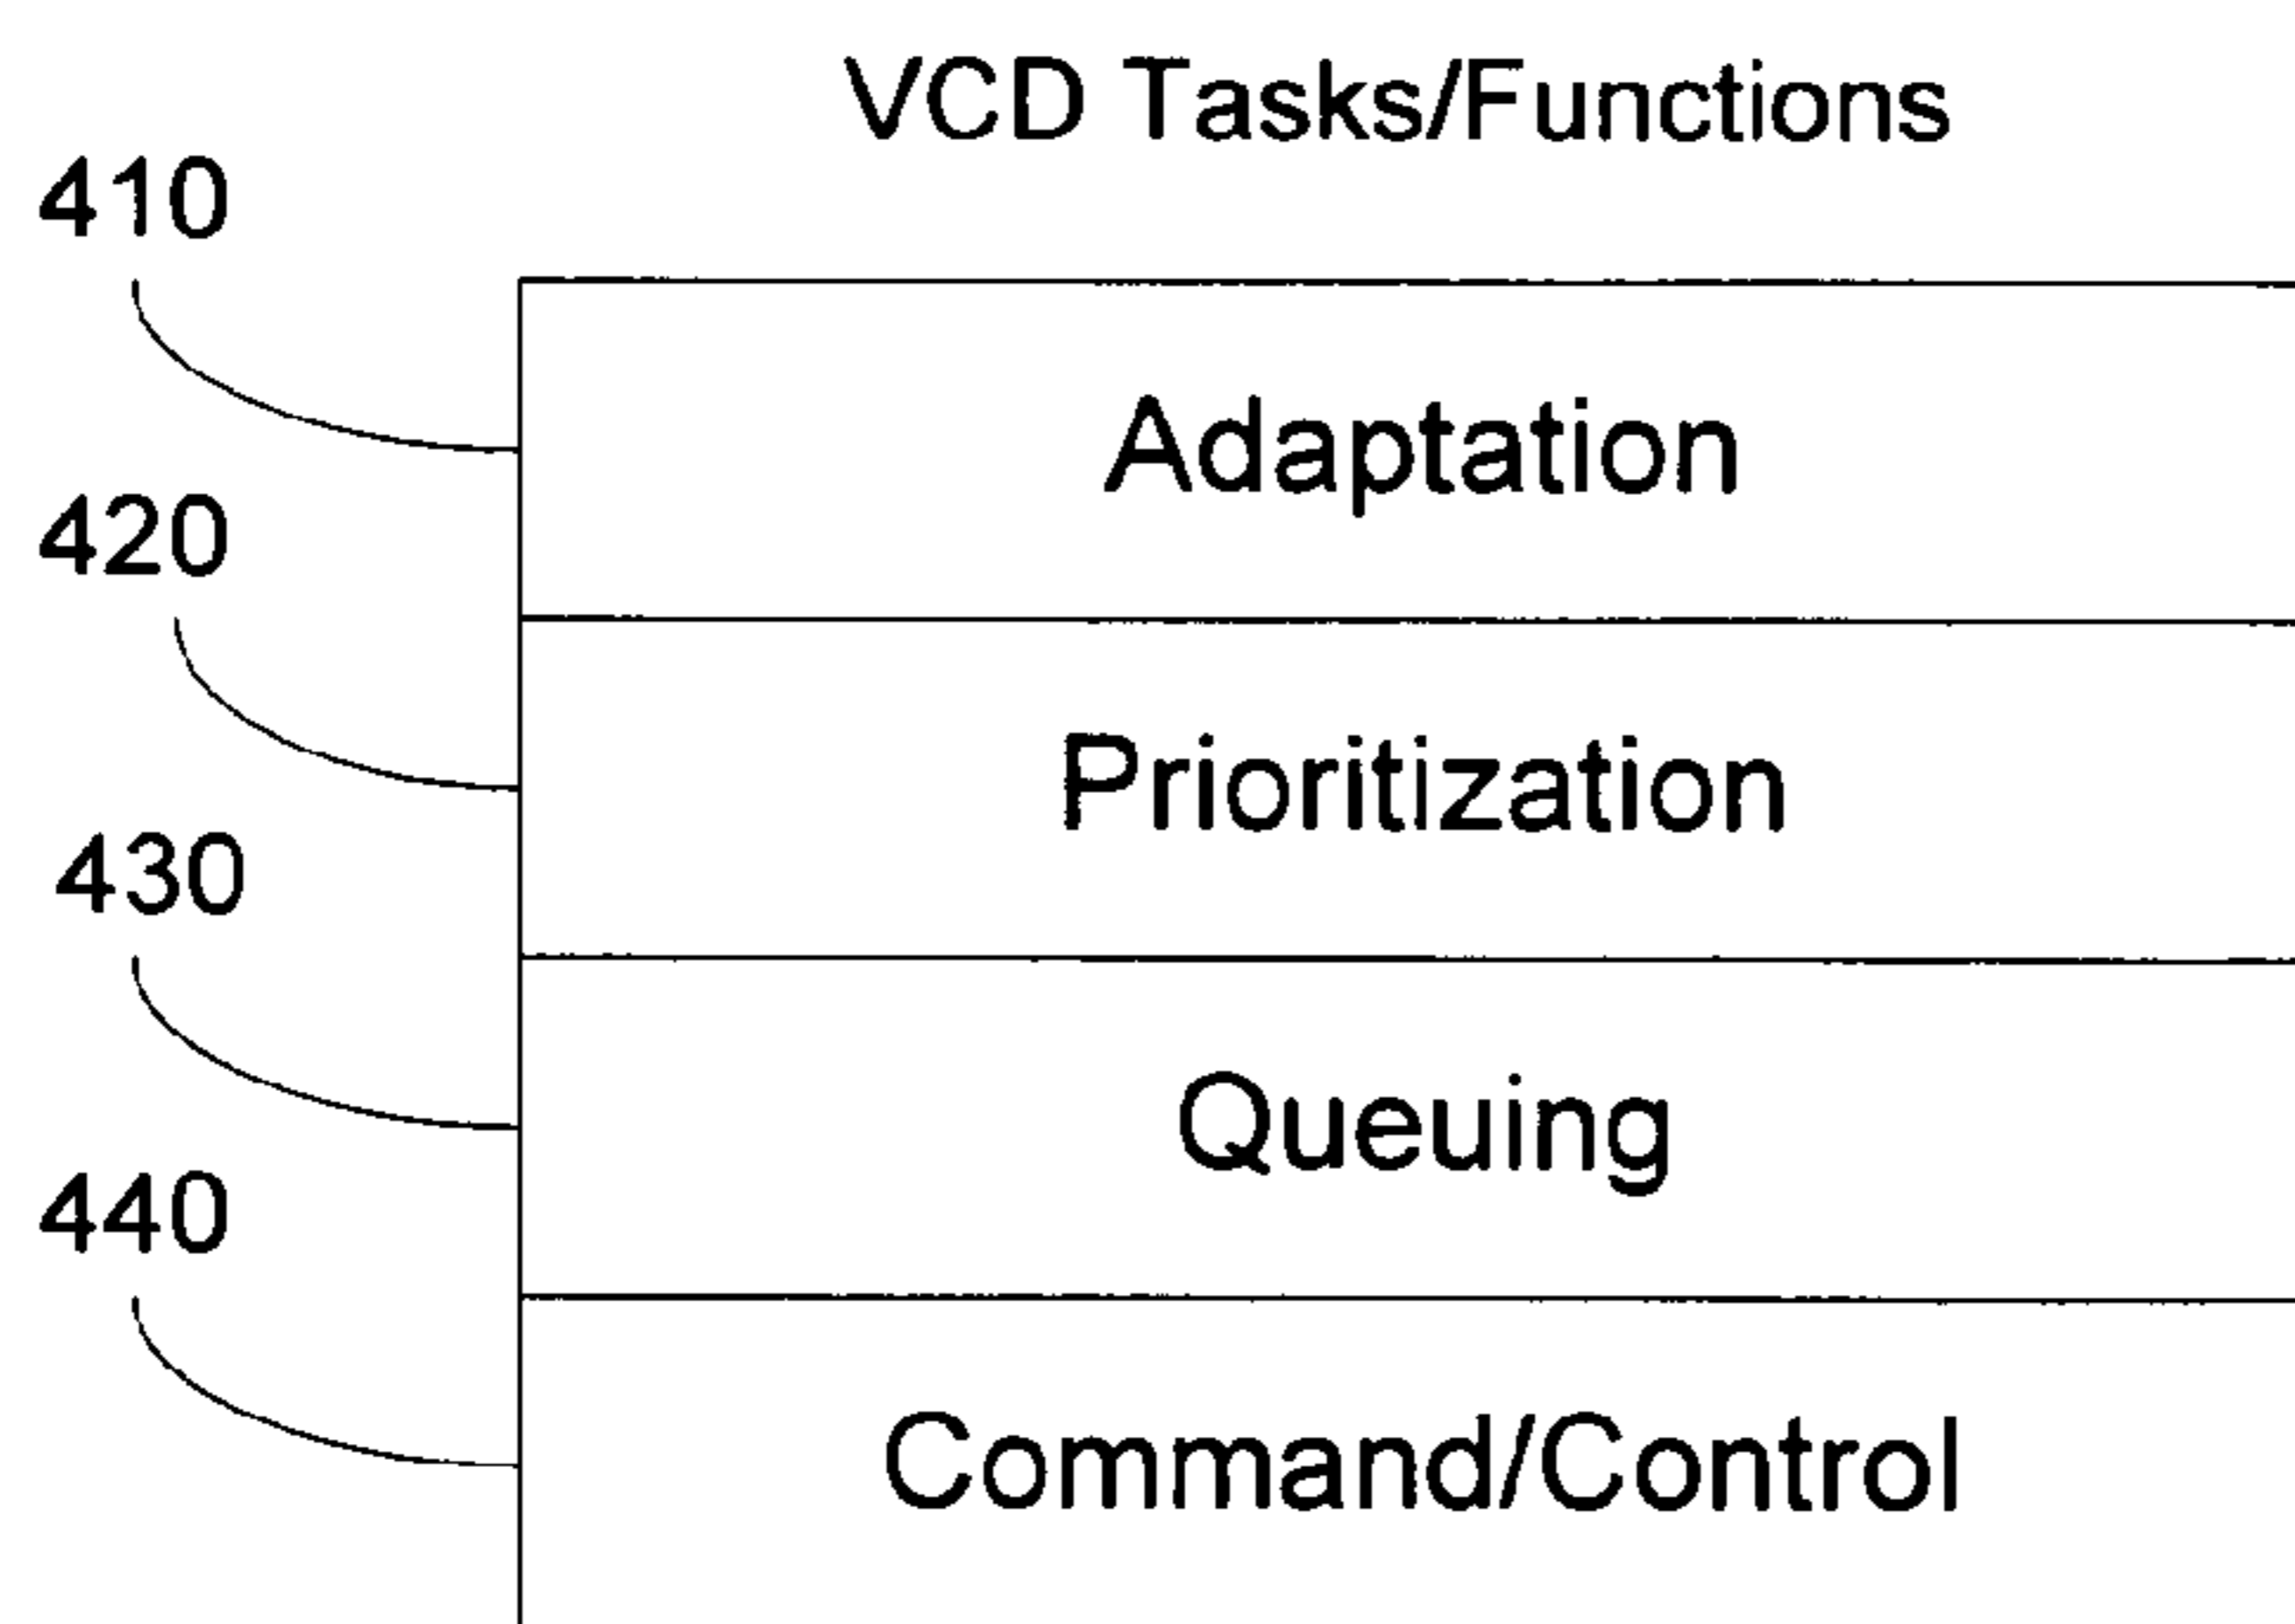 VCD Tasks/Functions
410
Adaptation
420
Prioritization
430
Queuing
440
Command/Control